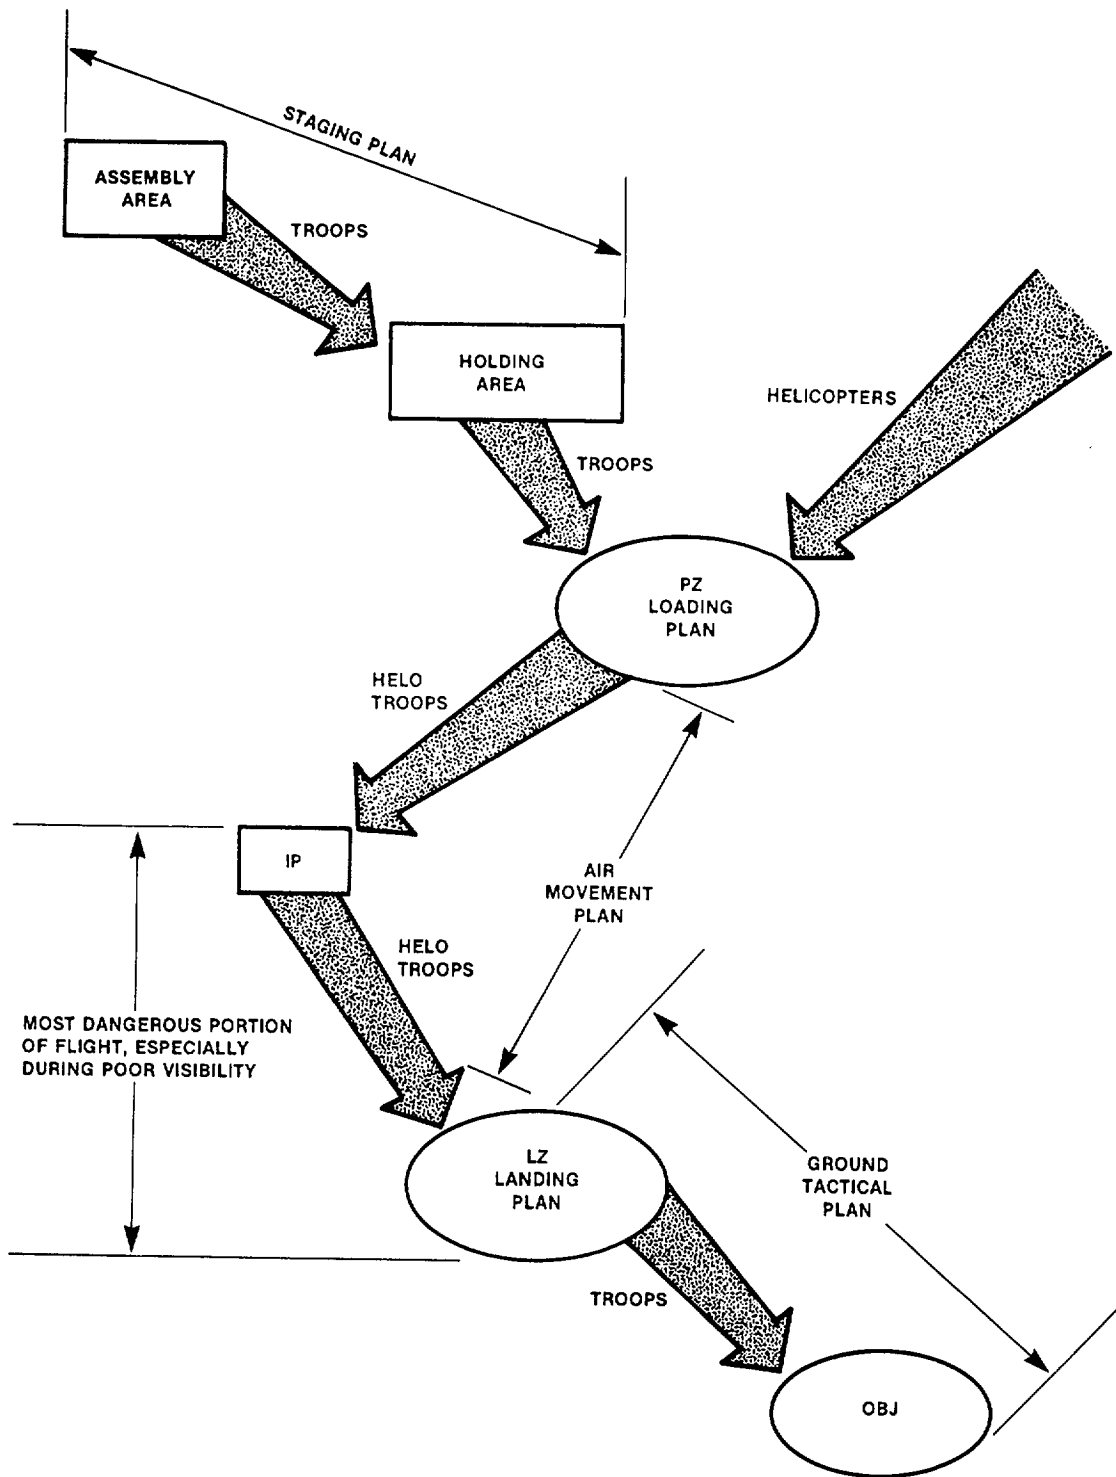 STAGING PLAN
ASSEMBLY
AREA
TROOPS
HOLDING
AREA
HELICOPTERS
TROOPS
PZ
LOADING
PLAN
HELO
TROOPS
IP
AIR
MOVEMENT
PLAN
HELO
TROOPS
MOST DANGEROUS PORTION
OF FLIGHT, ESPECIALLY
DURING POOR VISIBILITY
LZ
LANDING
PLAN
GROUND
TACTICAL
PLAN
TROOPS
OBJ